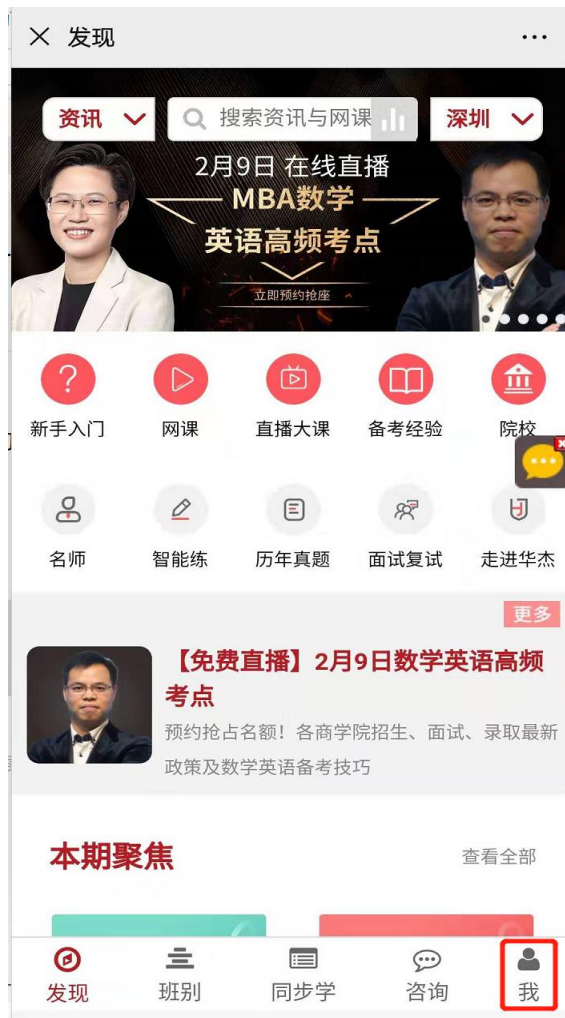 发现
资讯
搜索资讯与网课
深圳
2月9日 在线直播
MBA数学
英语高频考点
立即预约抢座
新手入门
网课
直播大课
备考经验
院校
名师
智能练
历年真题
面试复试
走进华杰
更多
【免费直播】2月9日数学英语高频
考点
预约抢占名额！各商学院招生、面试、录取最新
政策及数学英语备考技巧
本期聚焦
查看全部
发现
班别
同步学
咨询
我